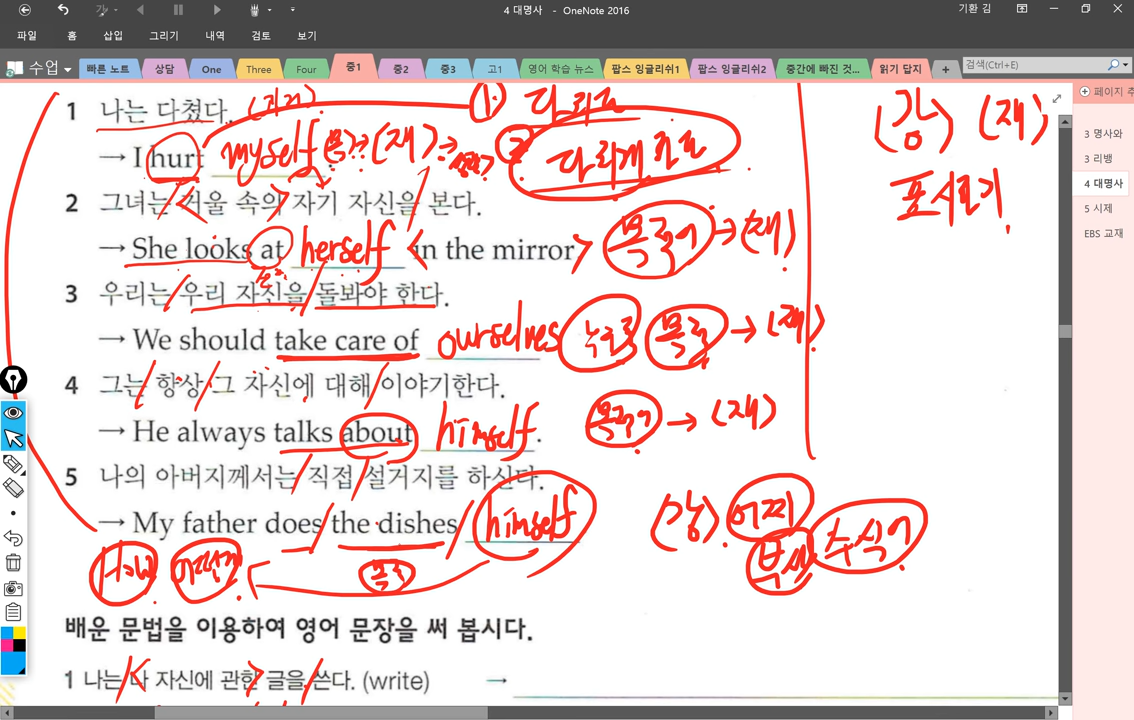 4 대명사 - OneNote 2016
기환 김
파일 홈 삽입 그리기 내역 검토 보기
수업 빠른 노트 상담 One Three Four 중1 중2 중3 고1 영어 학습 뉴스 팝스 잉글리쉬1 팝스 잉글리쉬2 중간에 빠진 것... 읽기 답지 + 검색(Ctrl+E)
페이지 추
3 명사와
3 리뱅
4 대명사
5 시제
EBS 교재
(강) (재)
표시하기
1 나는 다쳤다. (과거) ① 다리로
→ I hurt myself (재) ②
2 그녀는 거울 속의 자기 자신을 본다.
→ She looks at herself in the mirror 목적어 → (재)
3 우리는 우리 자신을 돌봐야 한다.
→ We should take care of ourselves 목적 → (재)
4 그는 항상 그 자신에 대해 이야기한다.
→ He always talks about himself. 목적어 → (재)
5 나의 아버지께서는 직접 설거지를 하신다.
→ My father does the dishes himself (강) 어찌
How 목적 부사 수식어
배운 문법을 이용하여 영어 문장을 써 봅시다.
1 나는 나 자신에 관한 글을 쓴다. (write) →